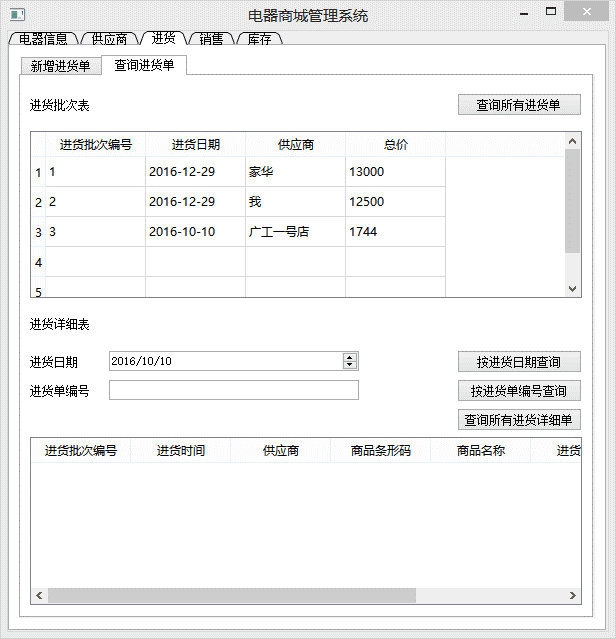 电器商城管理系统
电器信息 供应商 进货 销售 库存
新增进货单 查询进货单
进货批次表 查询所有进货单
进货批次编号 进货日期 供应商 总价
1 1 2016-12-29 家华 13000
2 2 2016-12-29 我 12500
3 3 2016-10-10 广工一号店 1744
4
5
进货详细表
进货日期 2016/10/10 按进货日期查询
进货单编号 按进货单编号查询
查询所有进货详细单
进货批次编号 进货时间 供应商 商品条形码 商品名称 进货